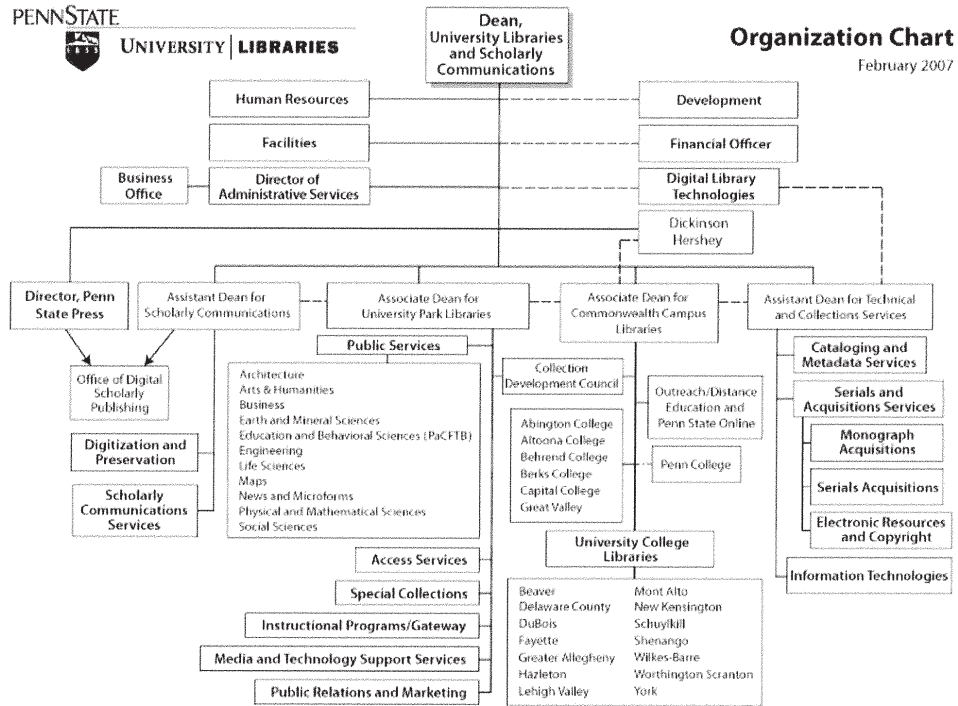 PENNSTATE
UNIVERSITY | LIBRARIES
Dean,
University Libraries
and Scholarly
Communications
Organization Chart
February 2007
Human Resources
Development
Facilities
Financial Officer
Business
Office
Director of
Administrative Services
Digital Library
Technologies
Dickinson
Hershey
Director, Penn
State Press
Assistant Dean for
Scholarly Communications
Associate Dean for
University Park Libraries
Associate Dean for
Commonwealth Campus
Libraries
Assistant Dean for Technical
and Collections Services
Office of Digital
Scholarly
Publishing
Digitization and
Preservation
Scholarly
Communications
Services
Public Services
Architecture
Arts & Humanities
Business
Earth and Mineral Sciences
Education and Behavioral Sciences (PaCFTB)
Engineering
Life Sciences
Maps
News and Microforms
Physical and Mathematical Sciences
Social Sciences
Access Services
Special Collections
Instructional Programs/Gateway
Media and Technology Support Services
Public Relations and Marketing
Collection
Development Council
Outreach/Distance
Education and
Penn State Online
Abington College
Altoona College
Behrend College
Berks College
Capital College
Great Valley
Penn College
University College
Libraries
Beaver
Delaware County
DuBois
Fayette
Greater Allegheny
Hazleton
Lehigh Valley
Mont Alto
New Kensington
Schuylkill
Shenango
Wilkes-Barre
Worthington Scranton
York
Cataloging and
Metadata Services
Serials and
Acquisitions Services
Monograph
Acquisitions
Serials Acquisitions
Electronic Resources
and Copyright
Information Technologies